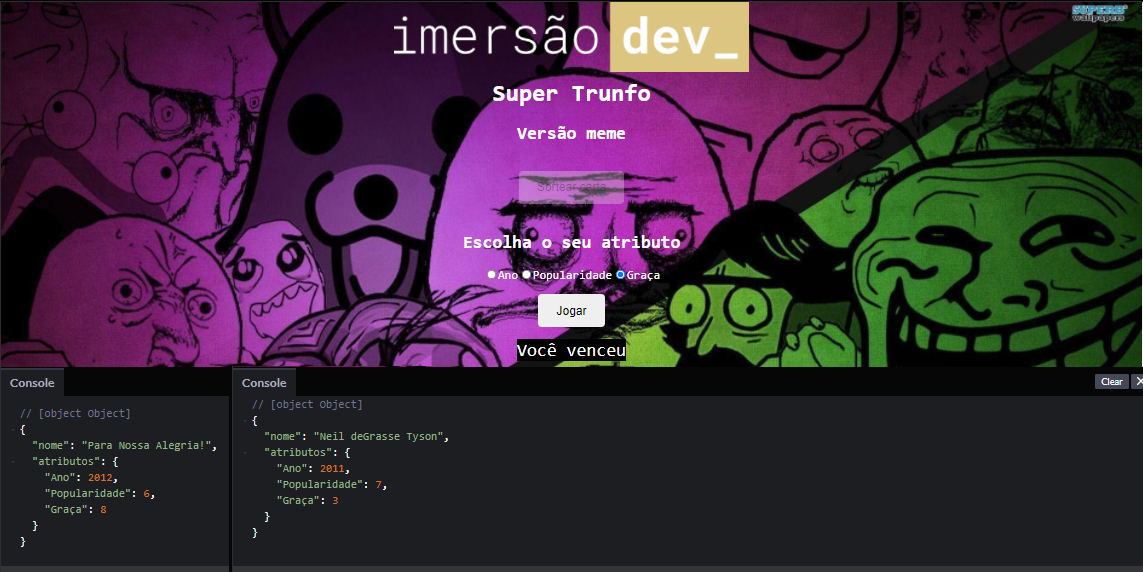 SUPERB
wallpapers
imersão dev_
Super Trunfo
Versão meme
Sortear carta
Escolha o seu atributo
Ano Popularidade Graça
Jogar
Você venceu
Console
// [object Object]
{
"nome": "Para Nossa Alegria!",
"atributos": {
"Ano": 2012,
"Popularidade": 6,
"Graça": 8
}
}
Console
Clear X
// [object Object]
{
"nome": "Neil deGrasse Tyson",
"atributos": {
"Ano": 2011,
"Popularidade": 7,
"Graça": 3
}
}